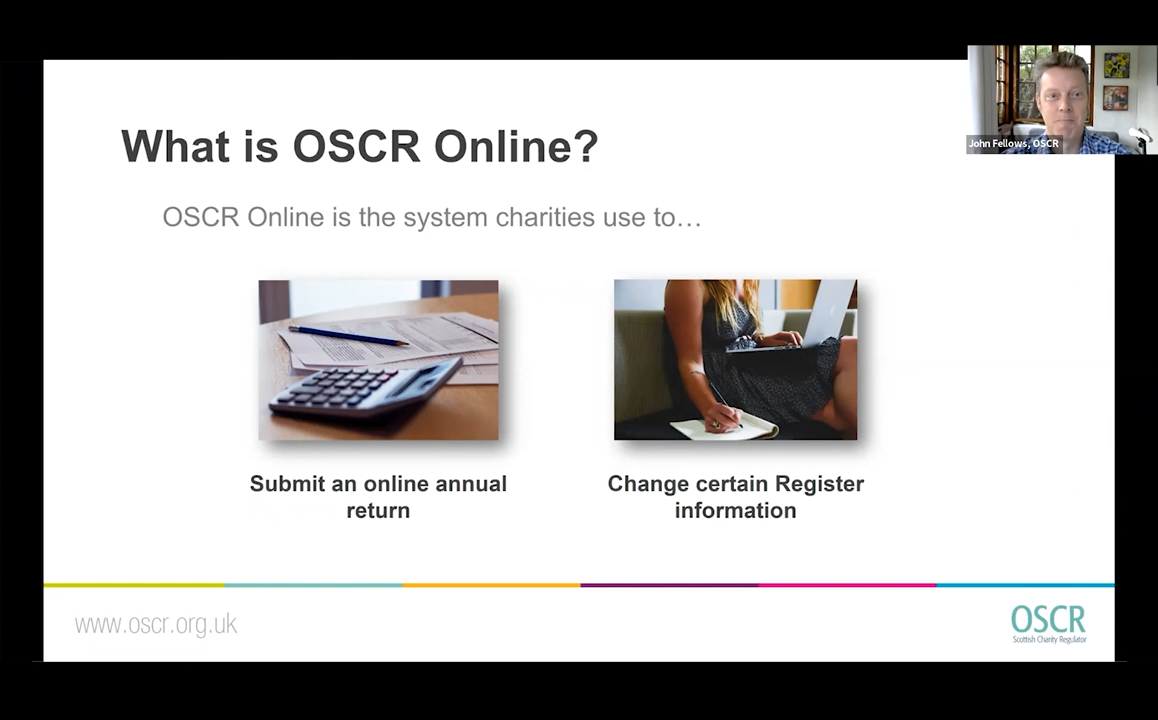 What is OSCR Online?
John Fellows, OSCR
OSCR Online is the system charities use to…
Submit an online annual
return
Change certain Register
information
www.oscr.org.uk
OSCR
Scottish Charity Regulator